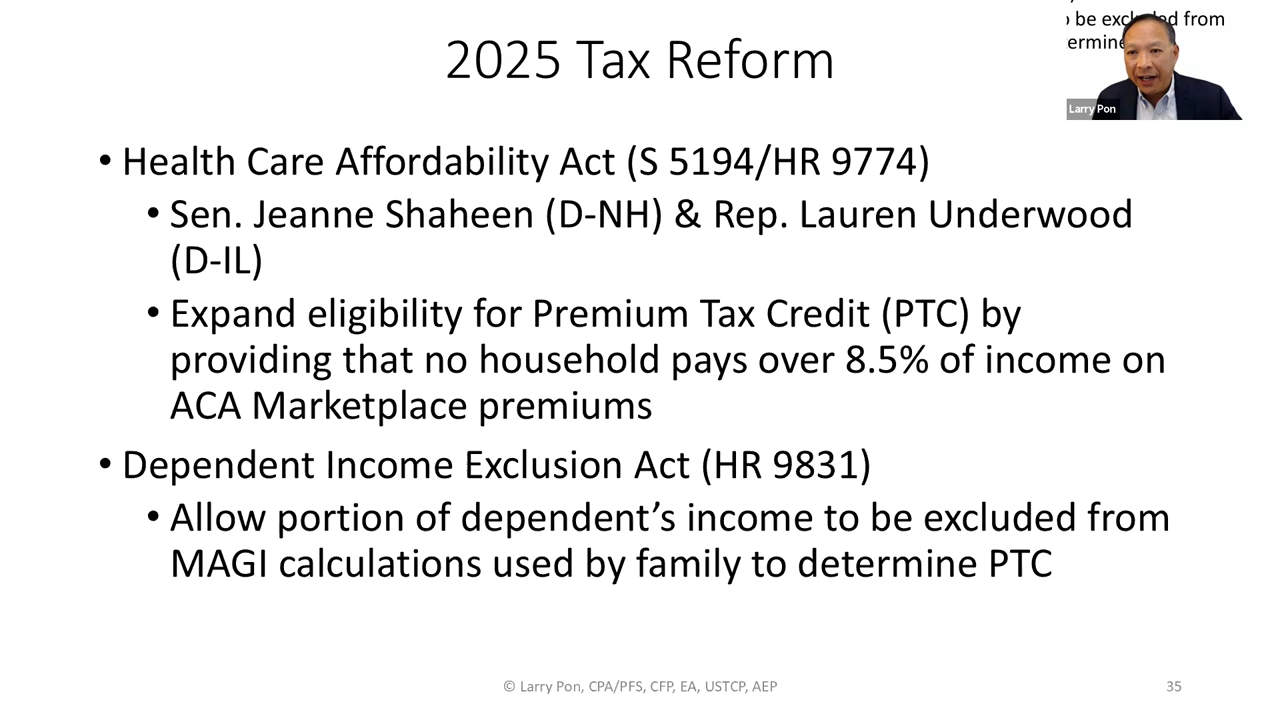 2025 Tax Reform
be excluded from
Larry Pon
• Health Care Affordability Act (S 5194/HR 9774)
• Sen. Jeanne Shaheen (D-NH) & Rep. Lauren Underwood
(D-IL)
• Expand eligibility for Premium Tax Credit (PTC) by
providing that no household pays over 8.5% of income on
ACA Marketplace premiums
• Dependent Income Exclusion Act (HR 9831)
• Allow portion of dependent’s income to be excluded from
MAGI calculations used by family to determine PTC
© Larry Pon, CPA/PFS, CFP, EA, USTCP, AEP
35